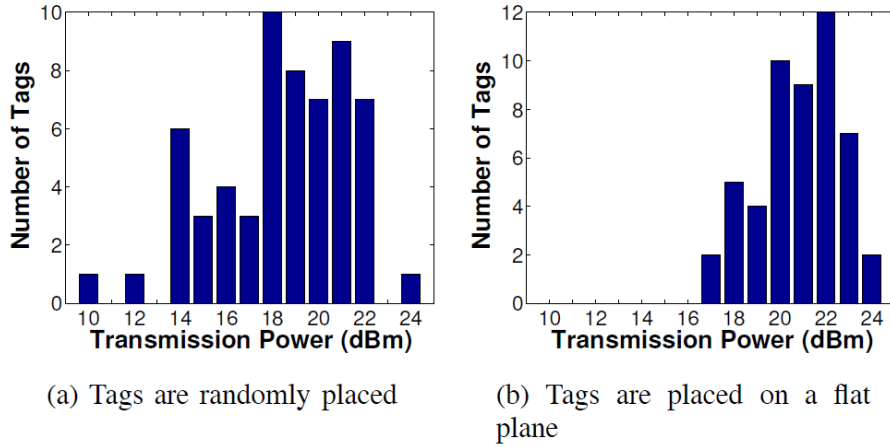 10
8
6
4
2
0
Number of Tags
10 12 14 16 18 20 22 24
Transmission Power (dBm)
(a) Tags are randomly placed
12
10
8
6
4
2
0
Number of Tags
10 12 14 16 18 20 22 24
Transmission Power (dBm)
(b) Tags are placed on a flat
plane